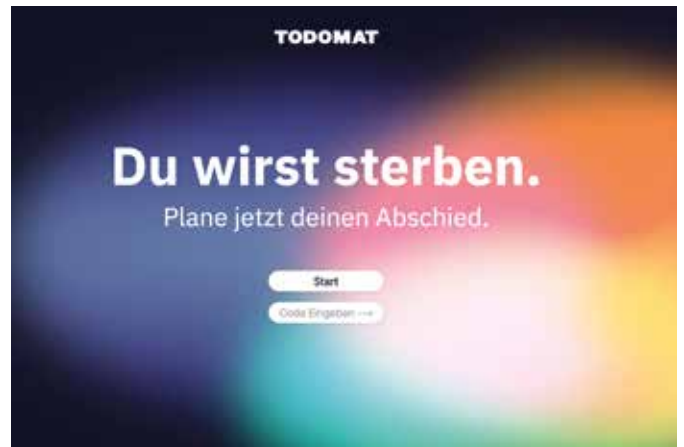 TODOMAT
Du wirst sterben.
Plane jetzt deinen Abschied.
Start
Code Eingeben →